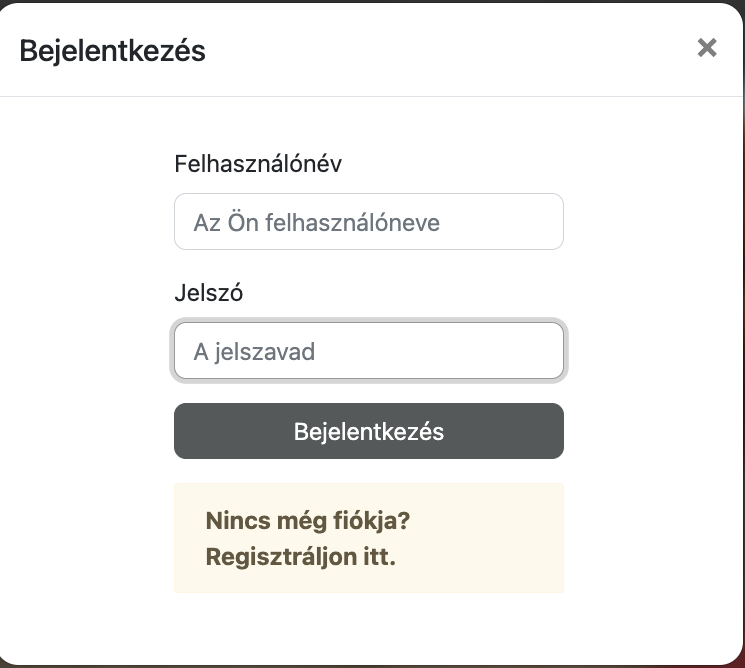 Bejelentkezés
Felhasználónév
Az Ön felhasználóneve
Jelszó
A jelszavad
Bejelentkezés
Nincs még fiókja?
Regisztráljon itt.